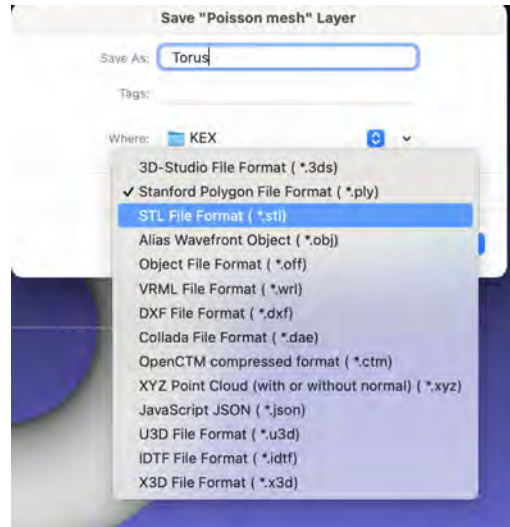 Save "Poisson mesh" Layer
Save As: Torus
Tags:
Where: KEX
3D-Studio File Format ( *.3ds)
✓ Stanford Polygon File Format ( *.ply)
STL File Format ( *.stl)
Alias Wavefront Object ( *.obj)
Object File Format ( *.off)
VRML File Format ( *.wrl)
DXF File Format ( *.dxf)
Collada File Format ( *.dae)
OpenCTM compressed format ( *.ctm)
XYZ Point Cloud (with or without normal) ( *.xyz)
JavaScript JSON ( *.json)
U3D File Format ( *.u3d)
IDTF File Format ( *.idtf)
X3D File Format ( *.x3d)